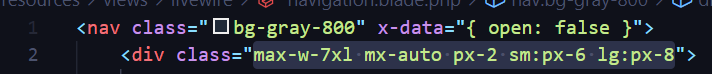 resources > views > livewire > navigation.blade.php > nav.bg-gray-800 >
1 <nav class="bg-gray-800" x-data="{ open: false }">
2 <div class="max-w-7xl mx-auto px-2 sm:px-6 lg:px-8">